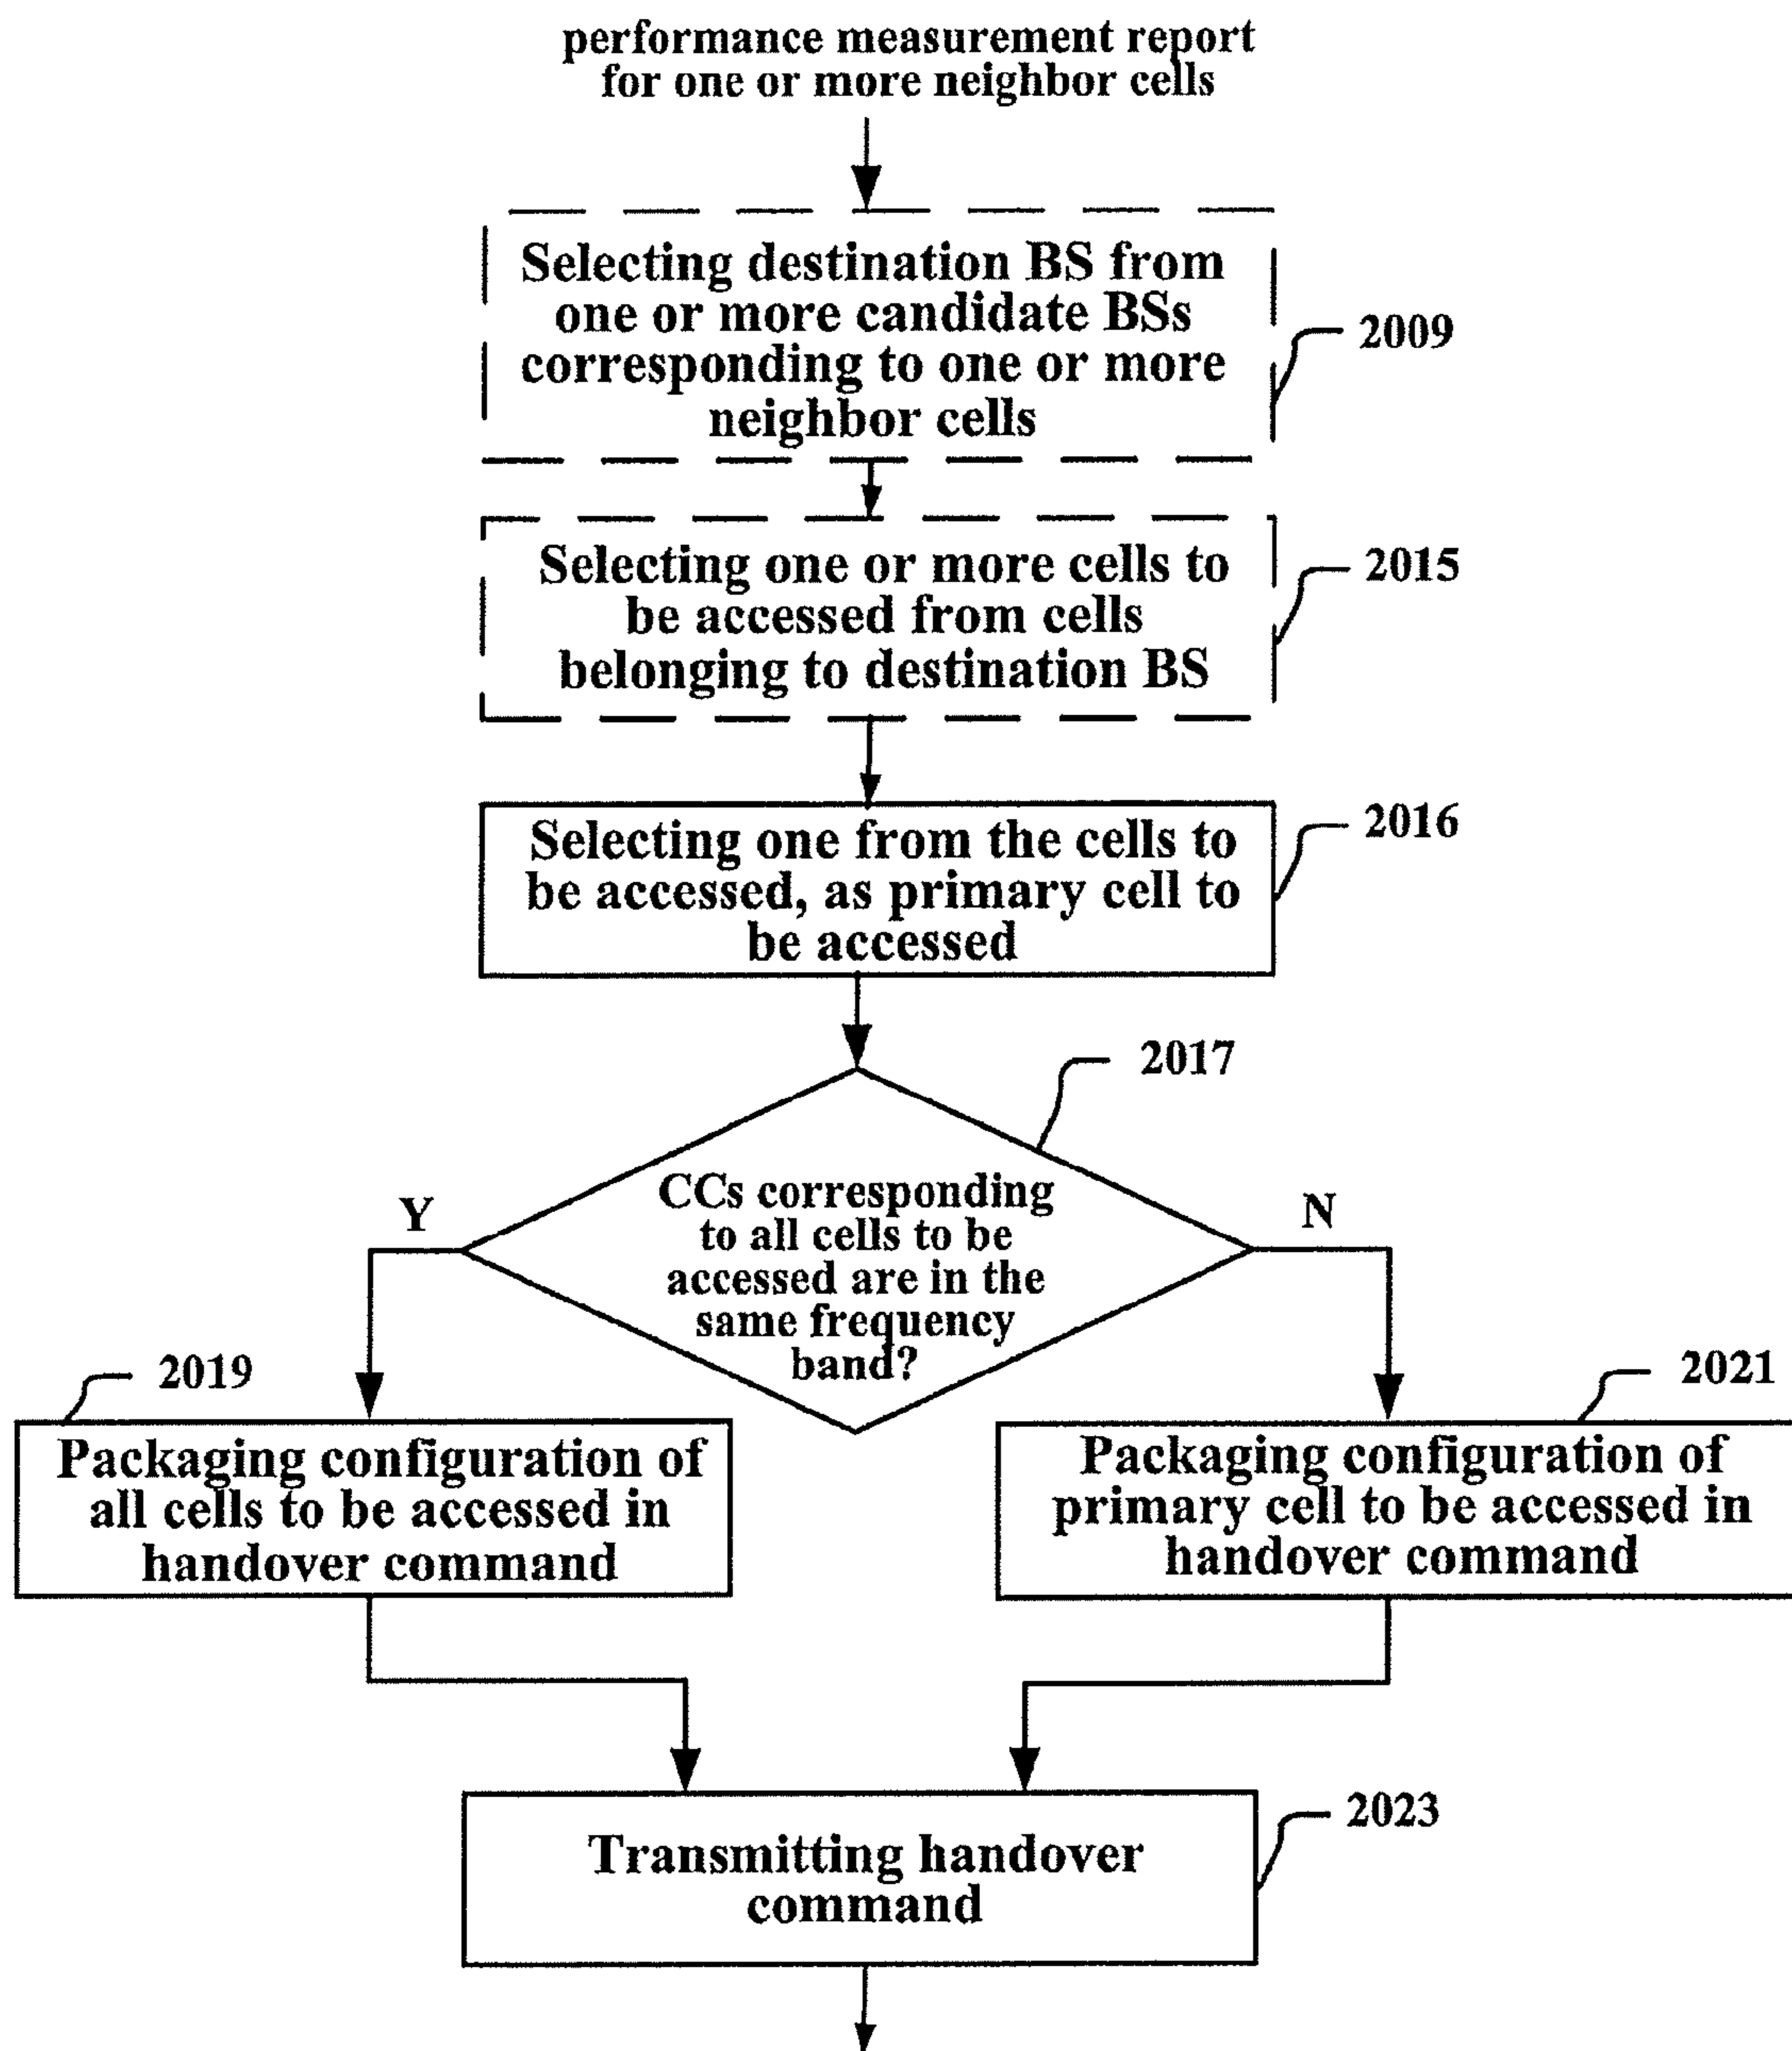 performance measurement report
for one or more neighbor cells
Selecting destination BS from
one or more candidate BSs
corresponding to one or more
neighbor cells
2009
Selecting one or more cells to
be accessed from cells
belonging to destination BS
2015
Selecting one from the cells to
be accessed, as primary cell to
be accessed
2016
2017
CCs corresponding
to all cells to be
accessed are in the
same frequency
band?
Y
N
2019
Packaging configuration of
all cells to be accessed in
handover command
2021
Packaging configuration of
primary cell to be accessed in
handover command
Transmitting handover
command
2023